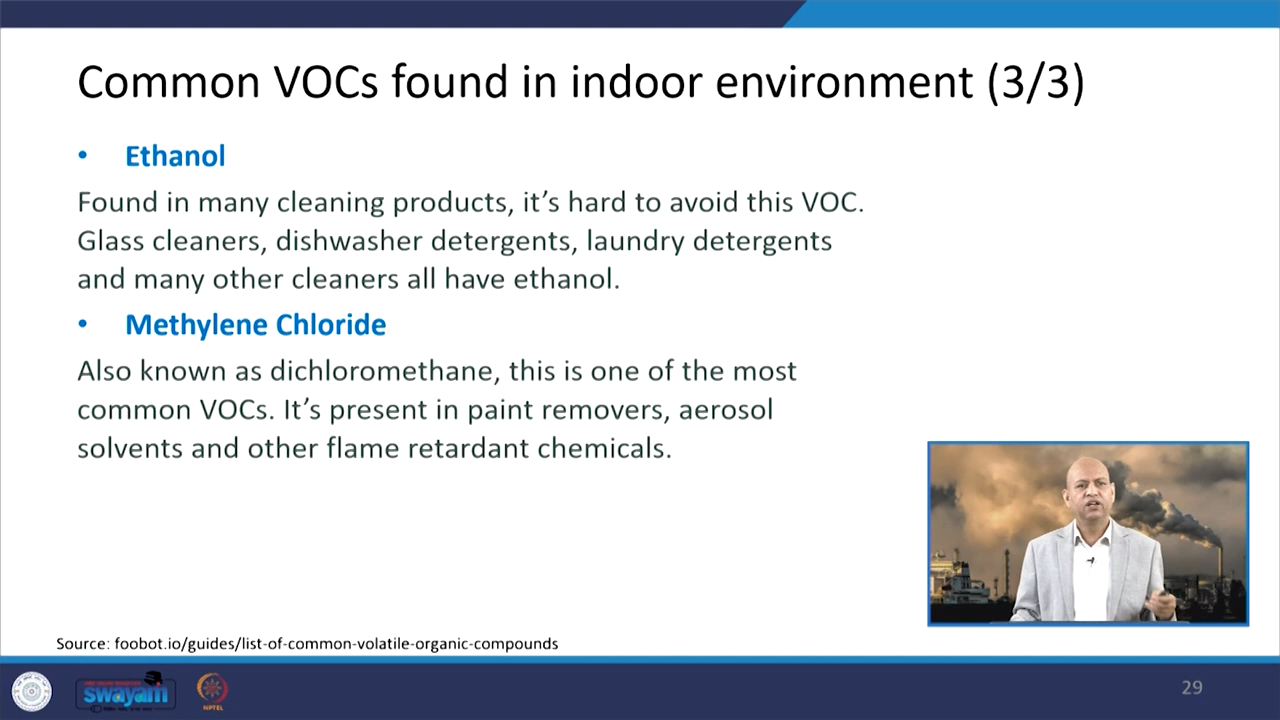 Common VOCs found in indoor environment (3/3)
• Ethanol
Found in many cleaning products, it’s hard to avoid this VOC.
Glass cleaners, dishwasher detergents, laundry detergents
and many other cleaners all have ethanol.
• Methylene Chloride
Also known as dichloromethane, this is one of the most
common VOCs. It’s present in paint removers, aerosol
solvents and other flame retardant chemicals.
Source: foobot.io/guides/list-of-common-volatile-organic-compounds
swayam
NPTEL
29